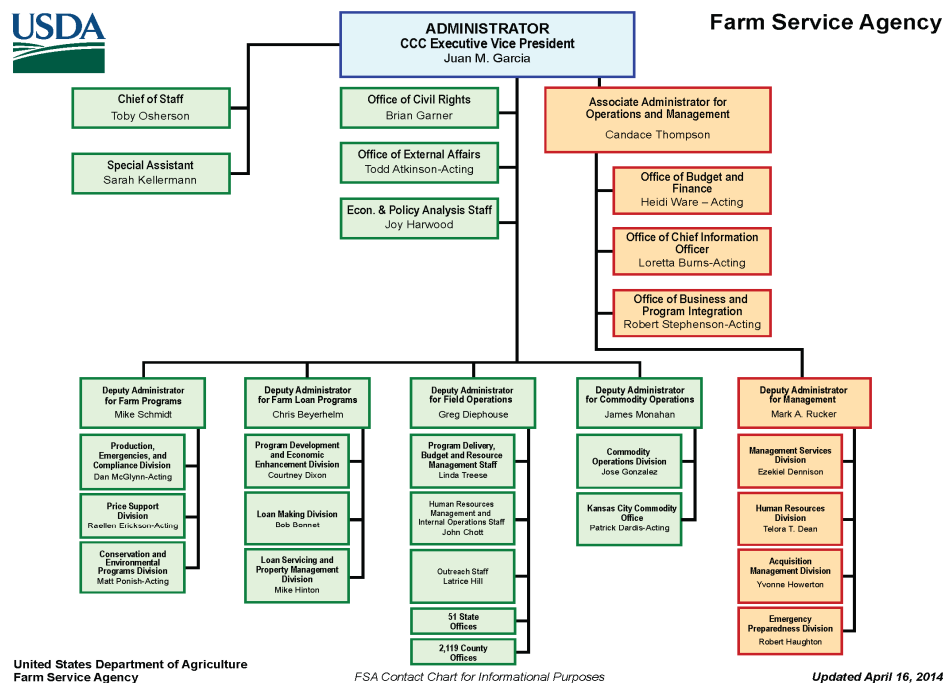 USDA
Farm Service Agency
ADMINISTRATOR
CCC Executive Vice President
Juan M. Garcia
Chief of Staff
Toby Osherson
Special Assistant
Sarah Kellermann
Office of Civil Rights
Brian Garner
Office of External Affairs
Todd Atkinson-Acting
Econ. & Policy Analysis Staff
Joy Harwood
Associate Administrator for
Operations and Management
Candace Thompson
Office of Budget and
Finance
Heidi Ware – Acting
Office of Chief Information
Officer
Loretta Burns-Acting
Office of Business and
Program Integration
Robert Stephenson-Acting
Deputy Administrator
for Farm Programs
Mike Schmidt
Production,
Emergencies, and
Compliance Division
Dan McGlynn-Acting
Price Support
Division
Raellen Erickson-Acting
Conservation and
Environmental
Programs Division
Matt Ponish-Acting
Deputy Administrator
for Farm Loan Programs
Chris Beyerhelm
Program Development
and Economic
Enhancement Division
Courtney Dixon
Loan Making Division
Bob Bonnet
Loan Servicing and
Property Management
Division
Mike Hinton
Deputy Administrator
for Field Operations
Greg Diephouse
Program Delivery,
Budget and Resource
Management Staff
Linda Treese
Human Resources
Management and
Internal Operations Staff
John Chott
Outreach Staff
Latrice Hill
51 State
Offices
2,119 County
Offices
Deputy Administrator
for Commodity Operations
James Monahan
Commodity
Operations Division
Jose Gonzalez
Kansas City Commodity
Office
Patrick Dardis-Acting
Deputy Administrator
for Management
Mark A. Rucker
Management Services
Division
Ezekiel Dennison
Human Resources
Division
Telora T. Dean
Acquisition
Management Division
Yvonne Howerton
Emergency
Preparedness Division
Robert Haughton
United States Department of Agriculture
Farm Service Agency
FSA Contact Chart for Informational Purposes
Updated April 16, 2014